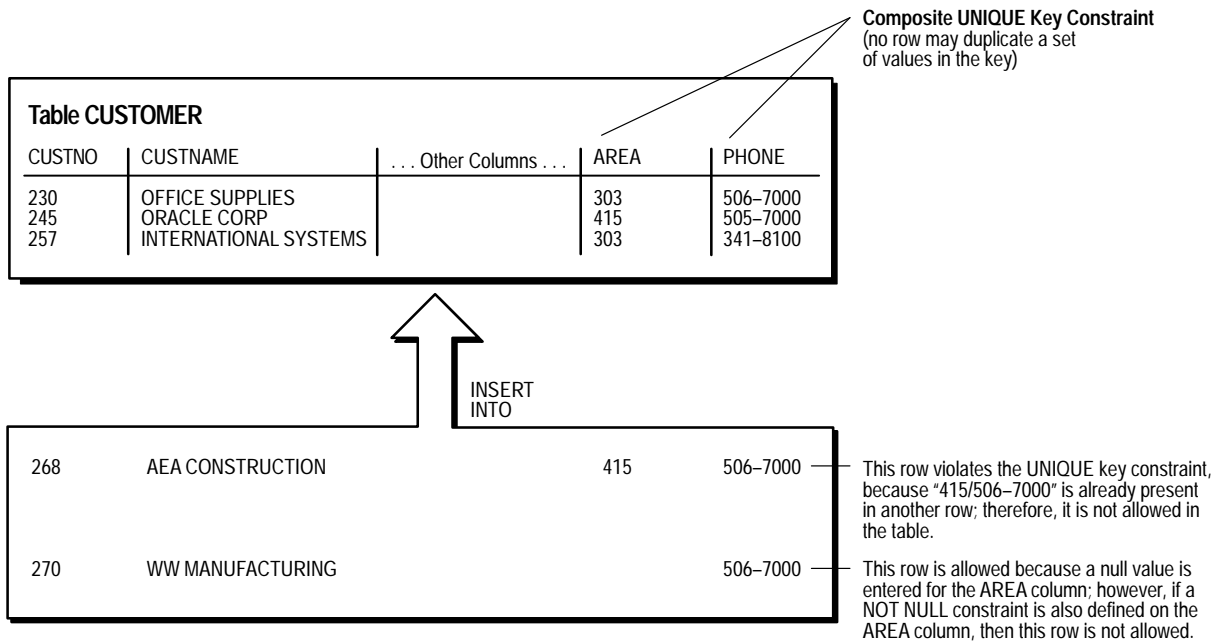 Composite UNIQUE Key Constraint
(no row may duplicate a set
of values in the key)
Table CUSTOMER
CUSTNO CUSTNAME . . . Other Columns . . . AREA PHONE
230 OFFICE SUPPLIES 303 506–7000
245 ORACLE CORP 415 505–7000
257 INTERNATIONAL SYSTEMS 303 341–8100
INSERT
INTO
268 AEA CONSTRUCTION 415 506–7000
This row violates the UNIQUE key constraint,
because "415/506–7000" is already present
in another row; therefore, it is not allowed in
the table.
270 WW MANUFACTURING 506–7000
This row is allowed because a null value is
entered for the AREA column; however, if a
NOT NULL constraint is also defined on the
AREA column, then this row is not allowed.